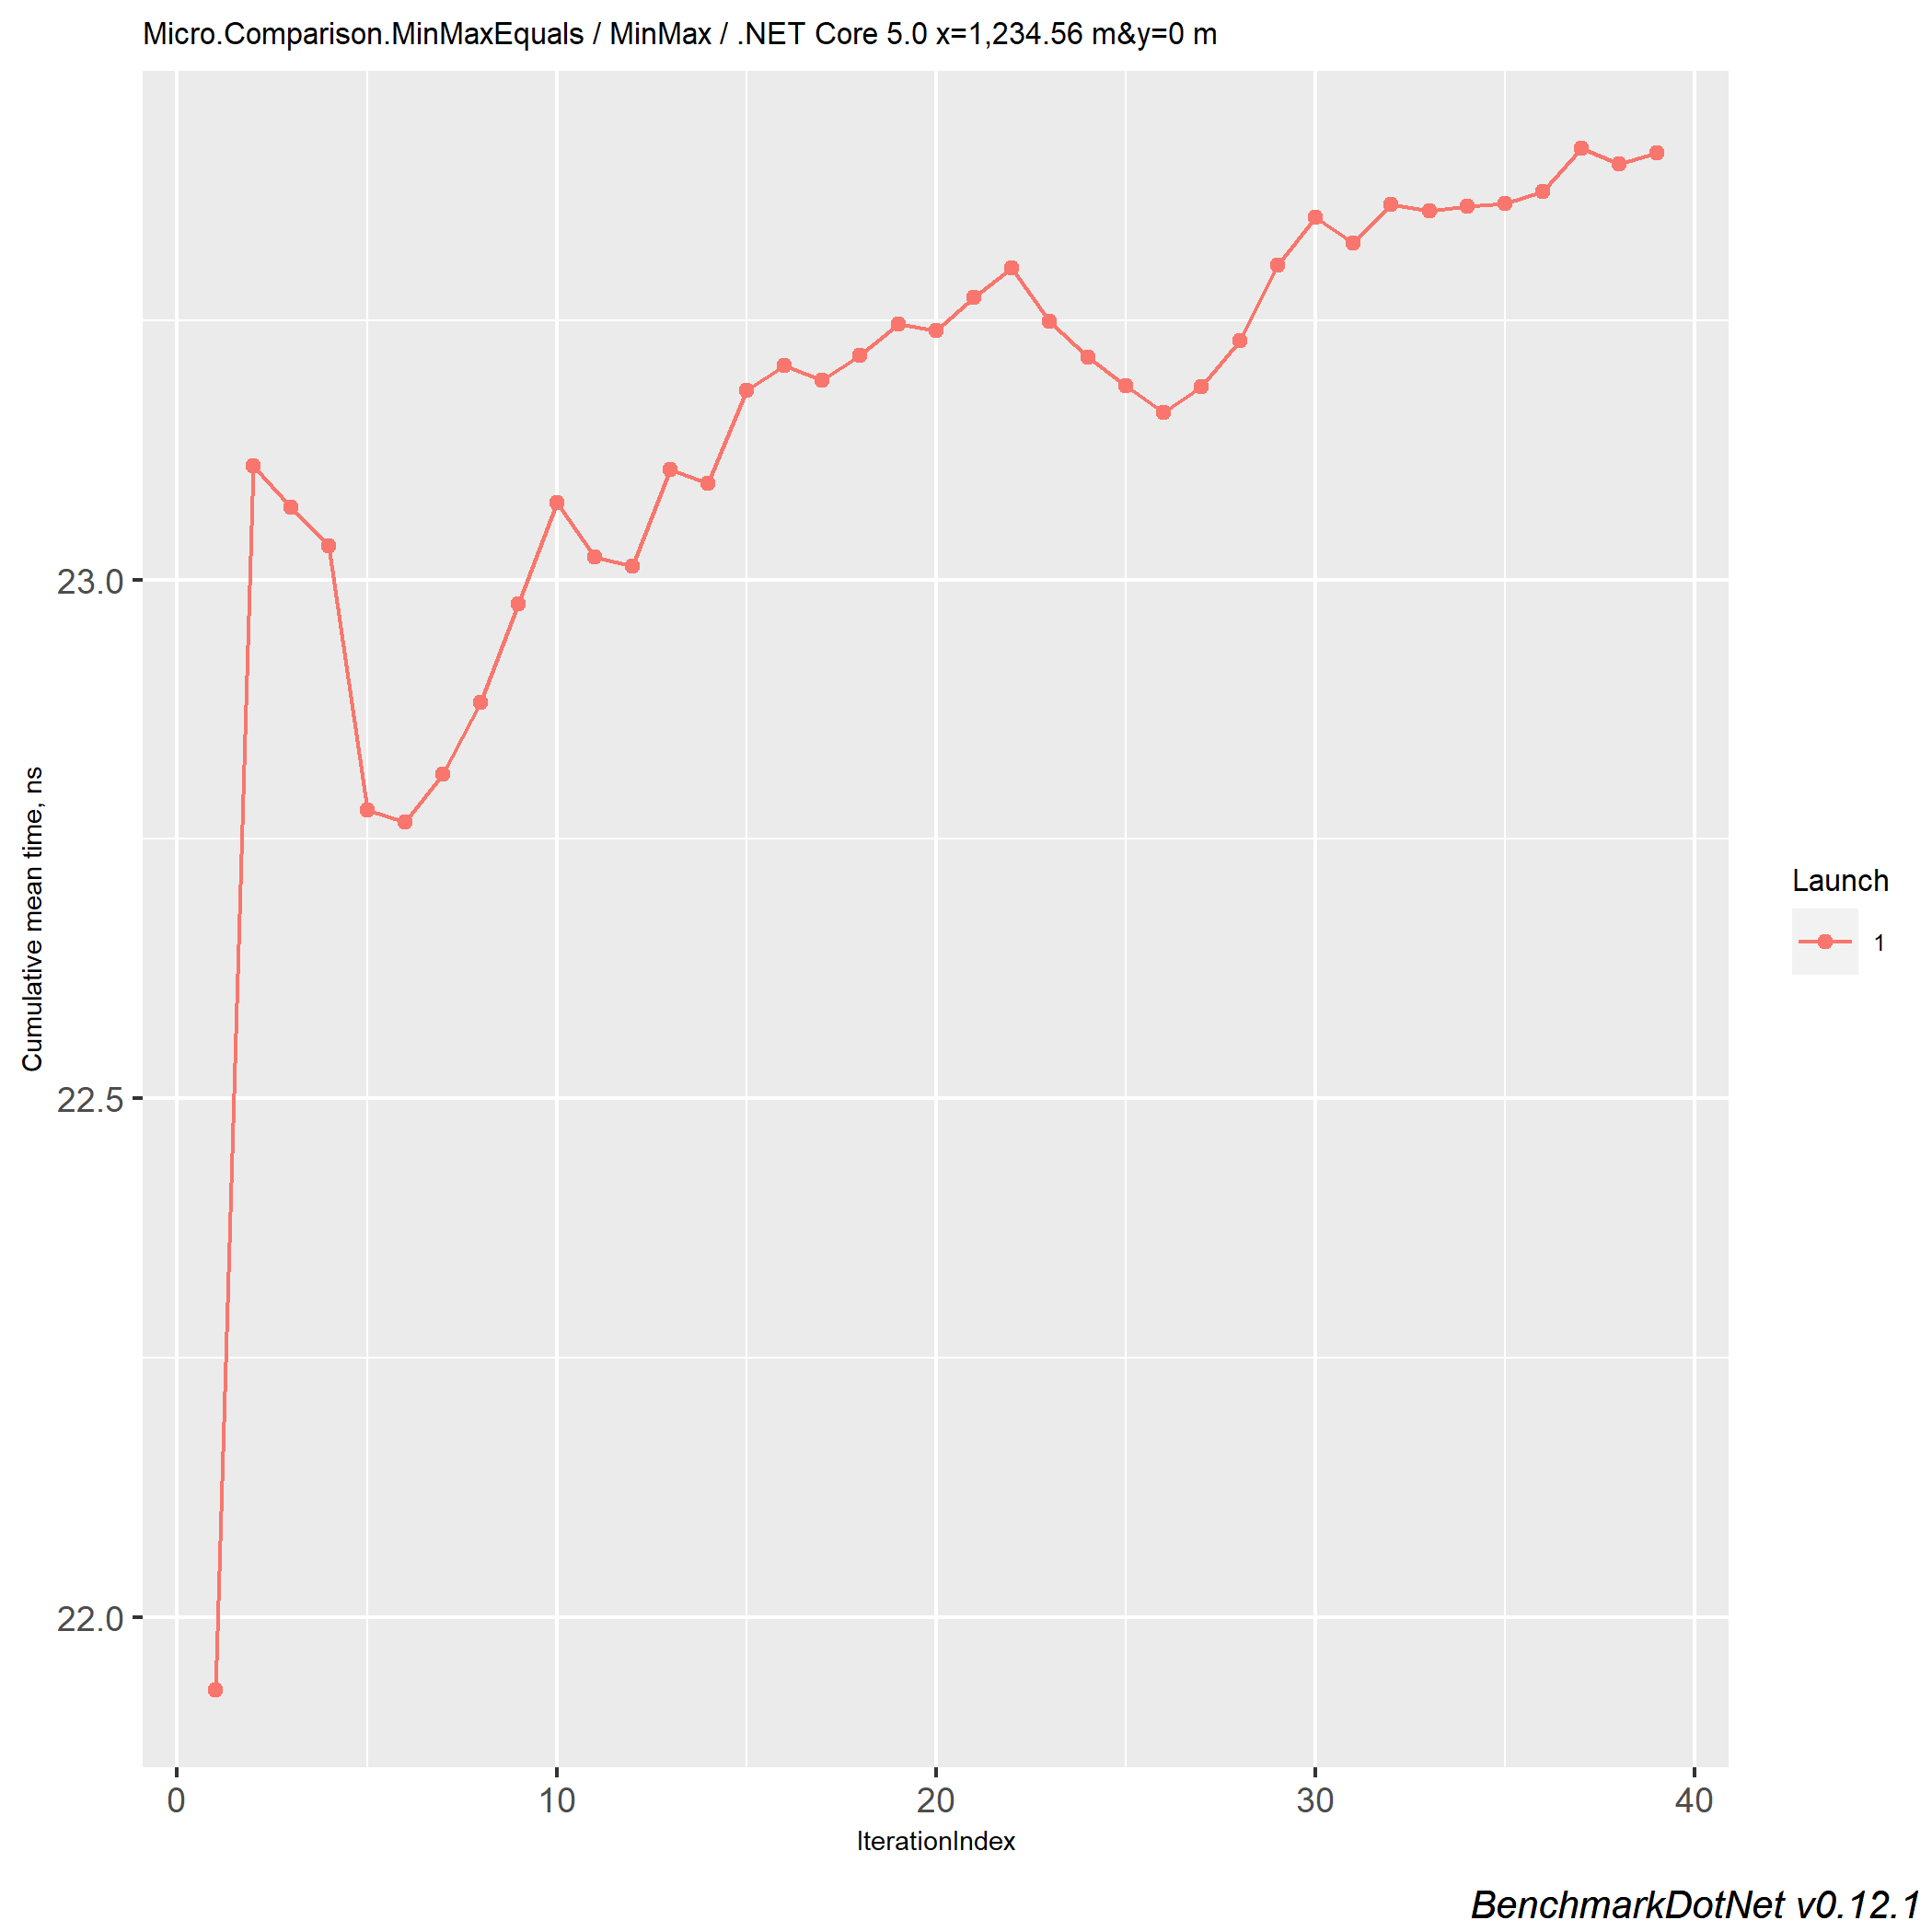 Micro.Comparison.MinMaxEquals / MinMax / .NET Core 5.0 x=1,234.56 m&y=0 m
23.0
22.5
22.0
Cumulative mean time, ns
0 10 20 30 40
IterationIndex
Launch
1
BenchmarkDotNet v0.12.1